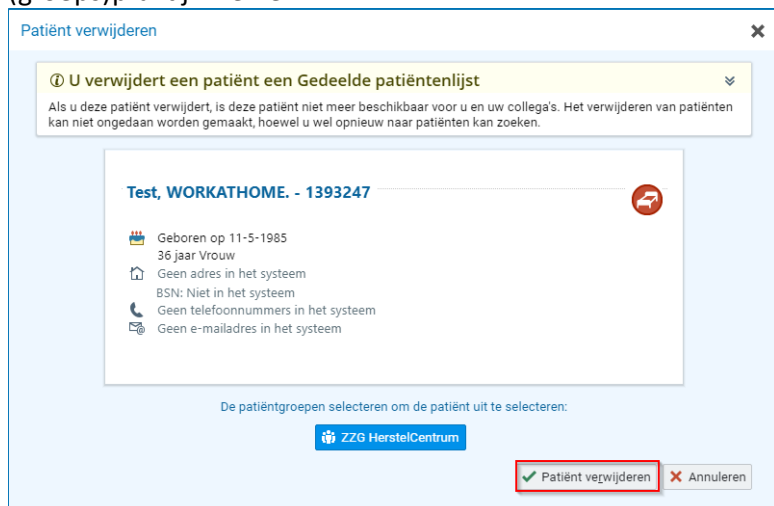 Patiënt verwijderen
U verwijdert een patiënt een Gedeelde patiëntenlijst
Als u deze patiënt verwijdert, is deze patiënt niet meer beschikbaar voor u en uw collega's. Het verwijderen van patiënten
kan niet ongedaan worden gemaakt, hoewel u wel opnieuw naar patiënten kan zoeken.
Test, WORKATHOME. - 1393247
Geboren op 11-5-1985
36 jaar Vrouw
Geen adres in het systeem
BSN: Niet in het systeem
Geen telefoonnummers in het systeem
Geen e-mailadres in het systeem
De patiëntgroepen selecteren om de patiënt uit te selecteren:
ZZG HerstelCentrum
Patiënt verwijderen Annuleren